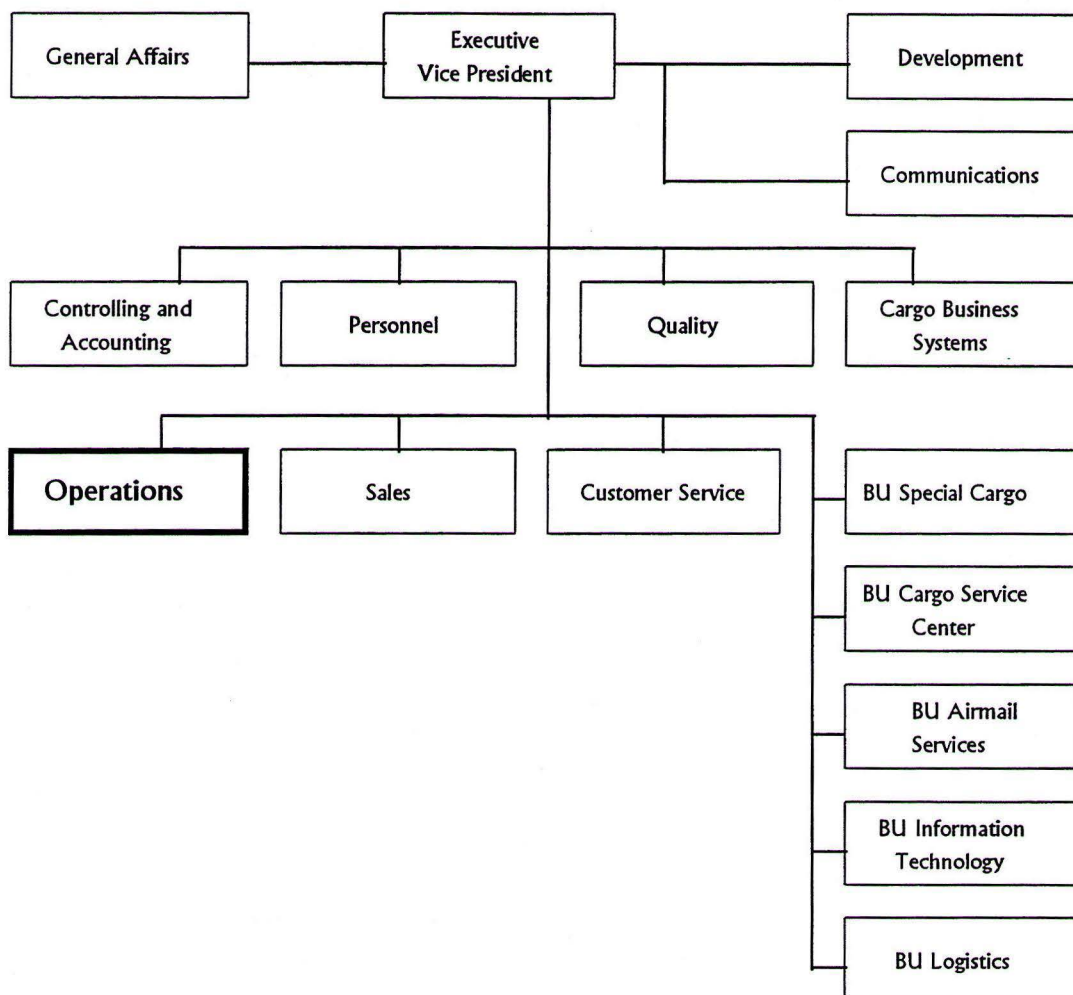 General Affairs
Executive
Vice President
Development
Communications
Controlling and
Accounting
Personnel
Quality
Cargo Business
Systems
Operations
Sales
Customer Service
BU Special Cargo
BU Cargo Service
Center
BU Airmail
Services
BU Information
Technology
BU Logistics